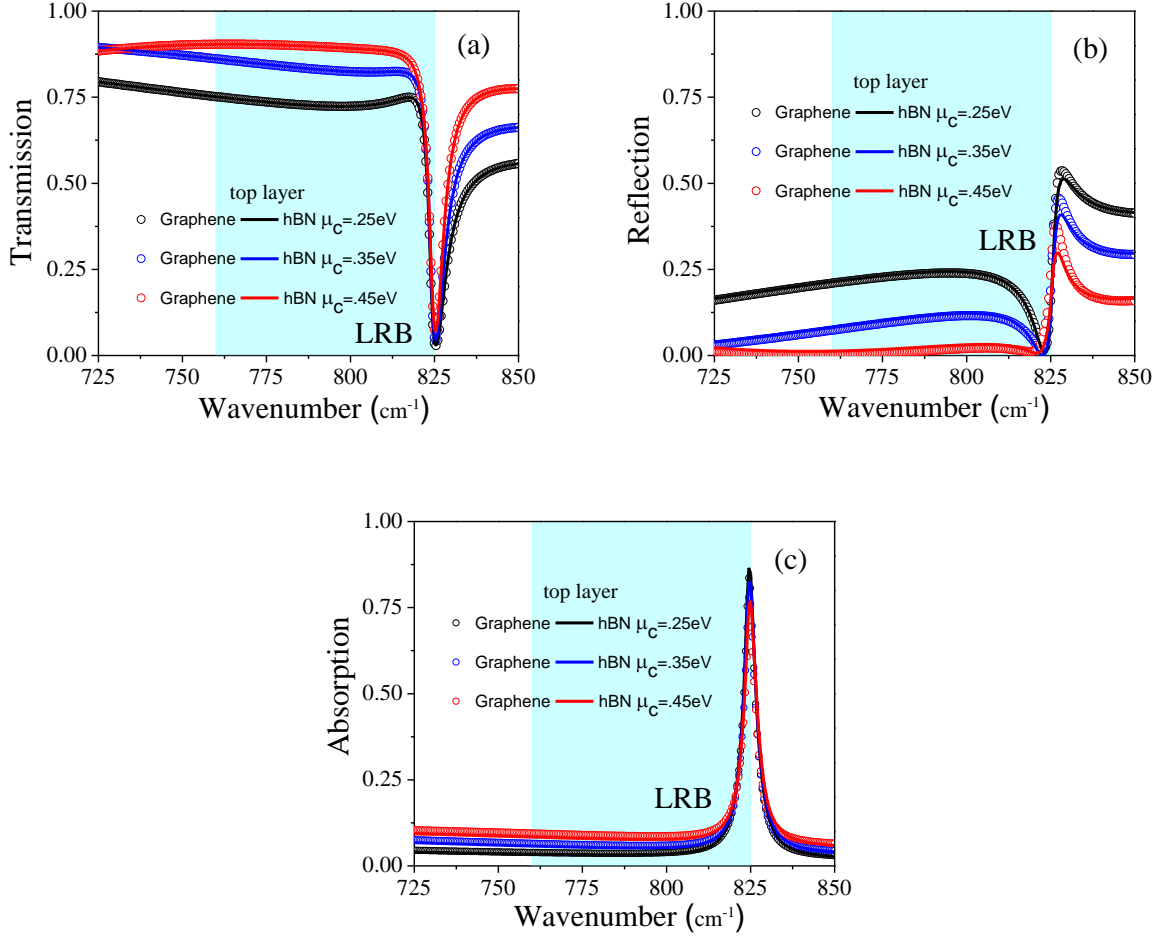 (a)
1.00
0.75
0.50
0.25
0.00
Transmission
top layer
Graphene hBN μc=.25eV
Graphene hBN μc=.35eV
Graphene hBN μc=.45eV
LRB
725 750 775 800 825 850
Wavenumber (cm-1)
(b)
1.00
0.75
0.50
0.25
0.00
Reflection
top layer
Graphene hBN μc=.25eV
Graphene hBN μc=.35eV
Graphene hBN μc=.45eV
LRB
725 750 775 800 825 850
Wavenumber (cm-1)
(c)
1.00
0.75
0.50
0.25
0.00
Absorption
top layer
Graphene hBN μc=.25eV
Graphene hBN μc=.35eV
Graphene hBN μc=.45eV
LRB
725 750 775 800 825 850
Wavenumber (cm-1)